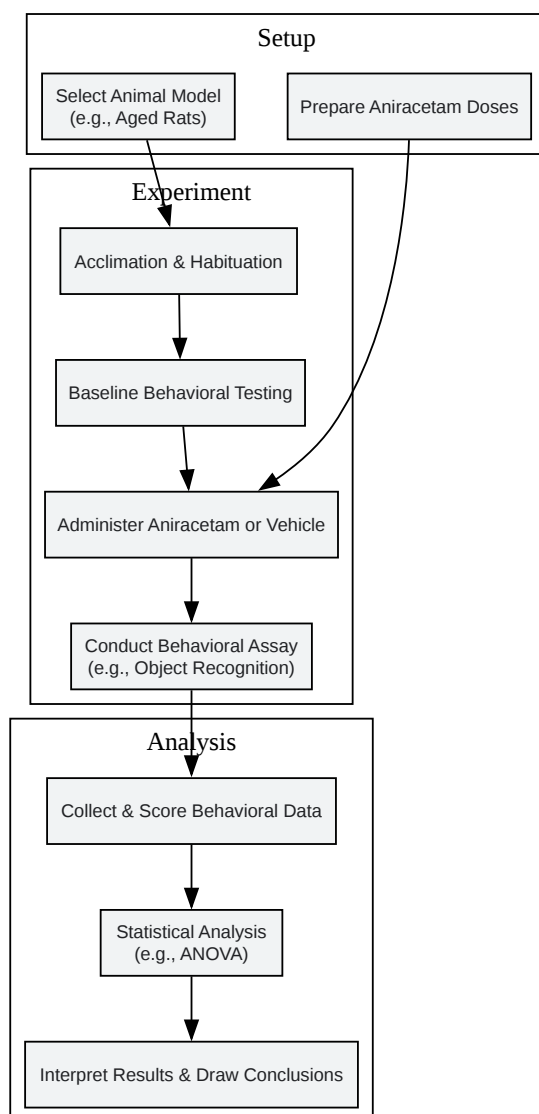 Setup
Select Animal Model
(e.g., Aged Rats)
Prepare Aniracetam Doses
Experiment
Acclimation & Habituation
Baseline Behavioral Testing
Administer Aniracetam or Vehicle
Conduct Behavioral Assay
(e.g., Object Recognition)
Analysis
Collect & Score Behavioral Data
Statistical Analysis
(e.g., ANOVA)
Interpret Results & Draw Conclusions